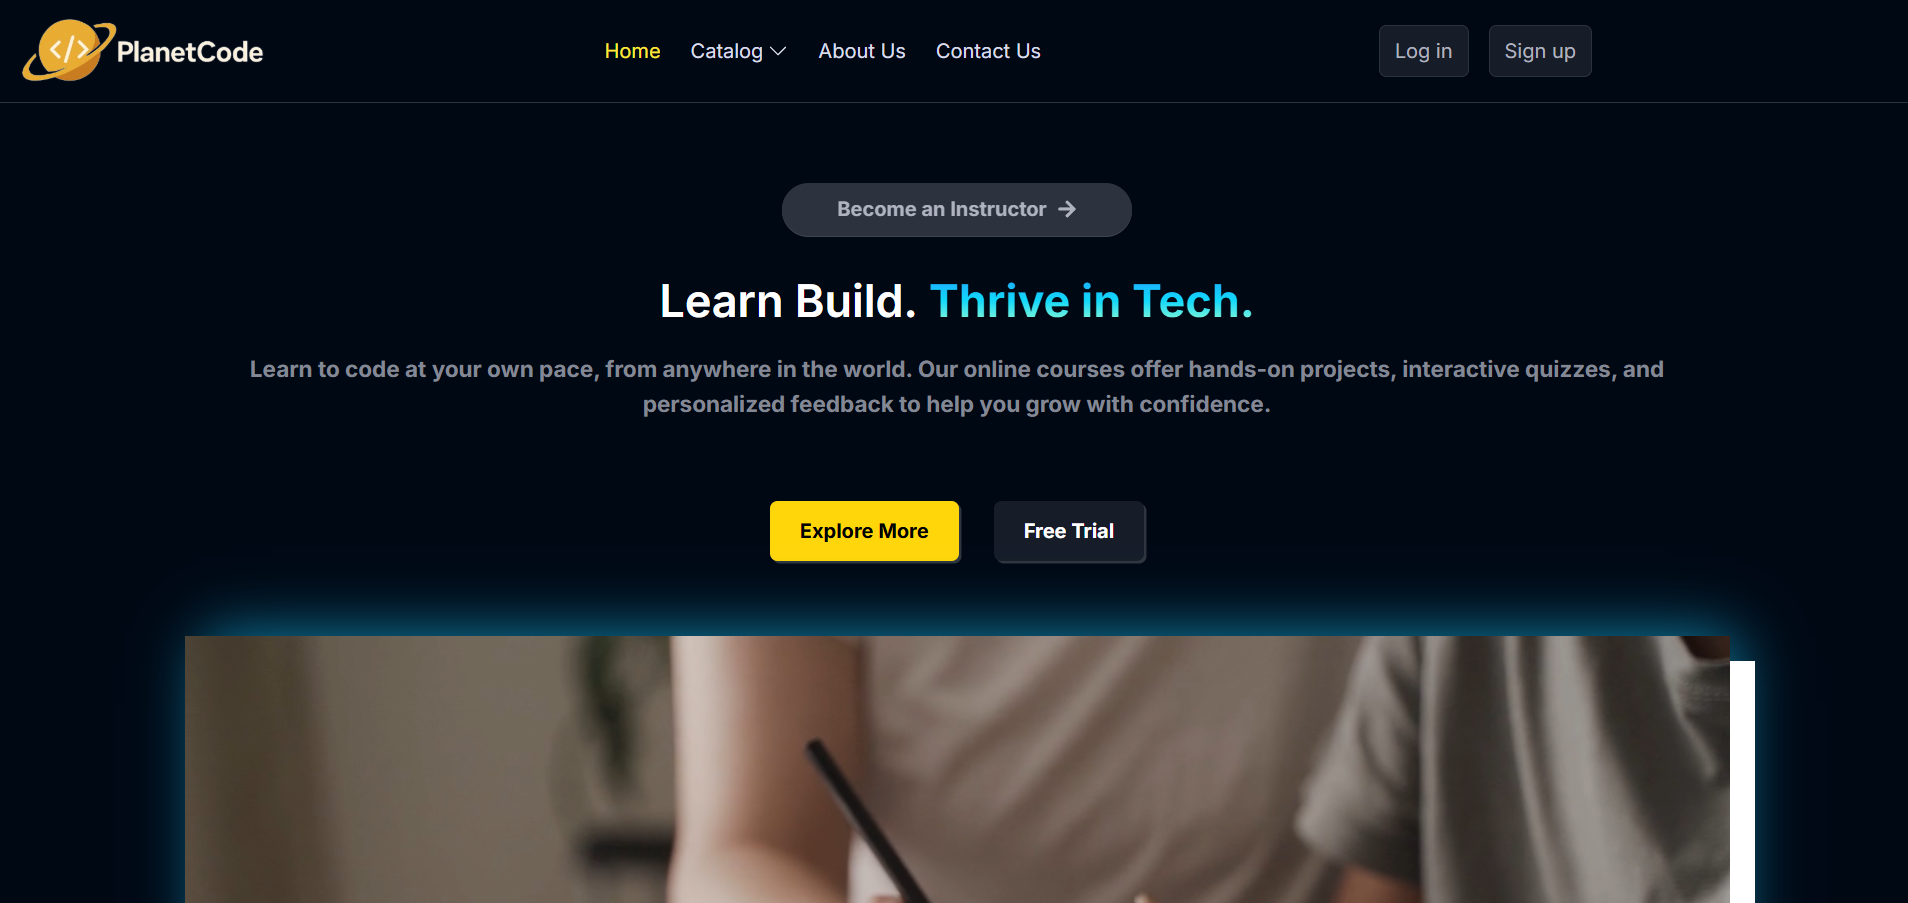 </> PlanetCode
Home Catalog About Us Contact Us
Log in Sign up
Become an Instructor →
Learn Build. Thrive in Tech.
Learn to code at your own pace, from anywhere in the world. Our online courses offer hands-on projects, interactive quizzes, and
personalized feedback to help you grow with confidence.
Explore More Free Trial